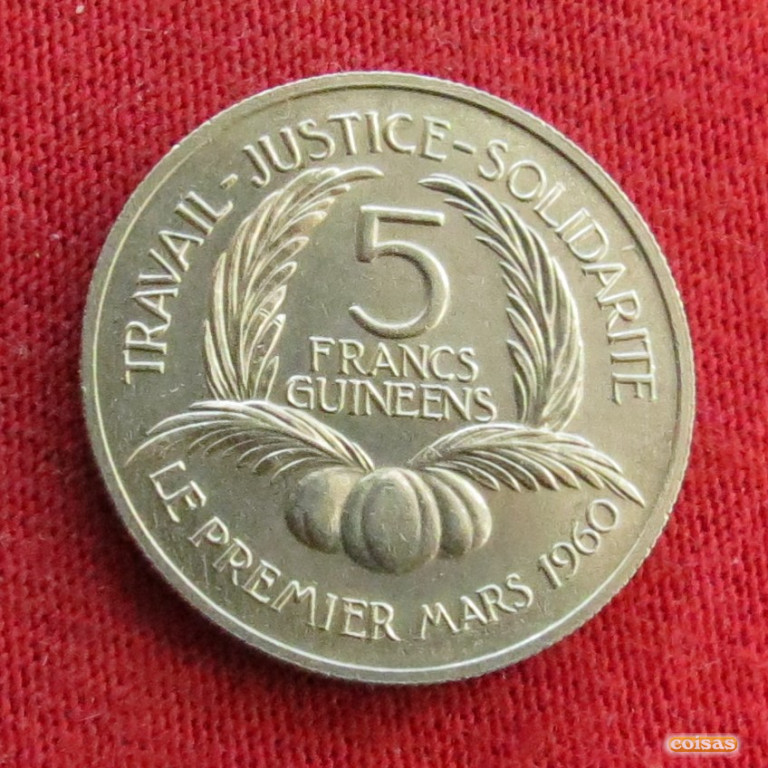 TRAVAIL - JUSTICE - SOLIDARITE
5
FRANCS
GUINEENS
LE PREMIER MARS 1960
coisas